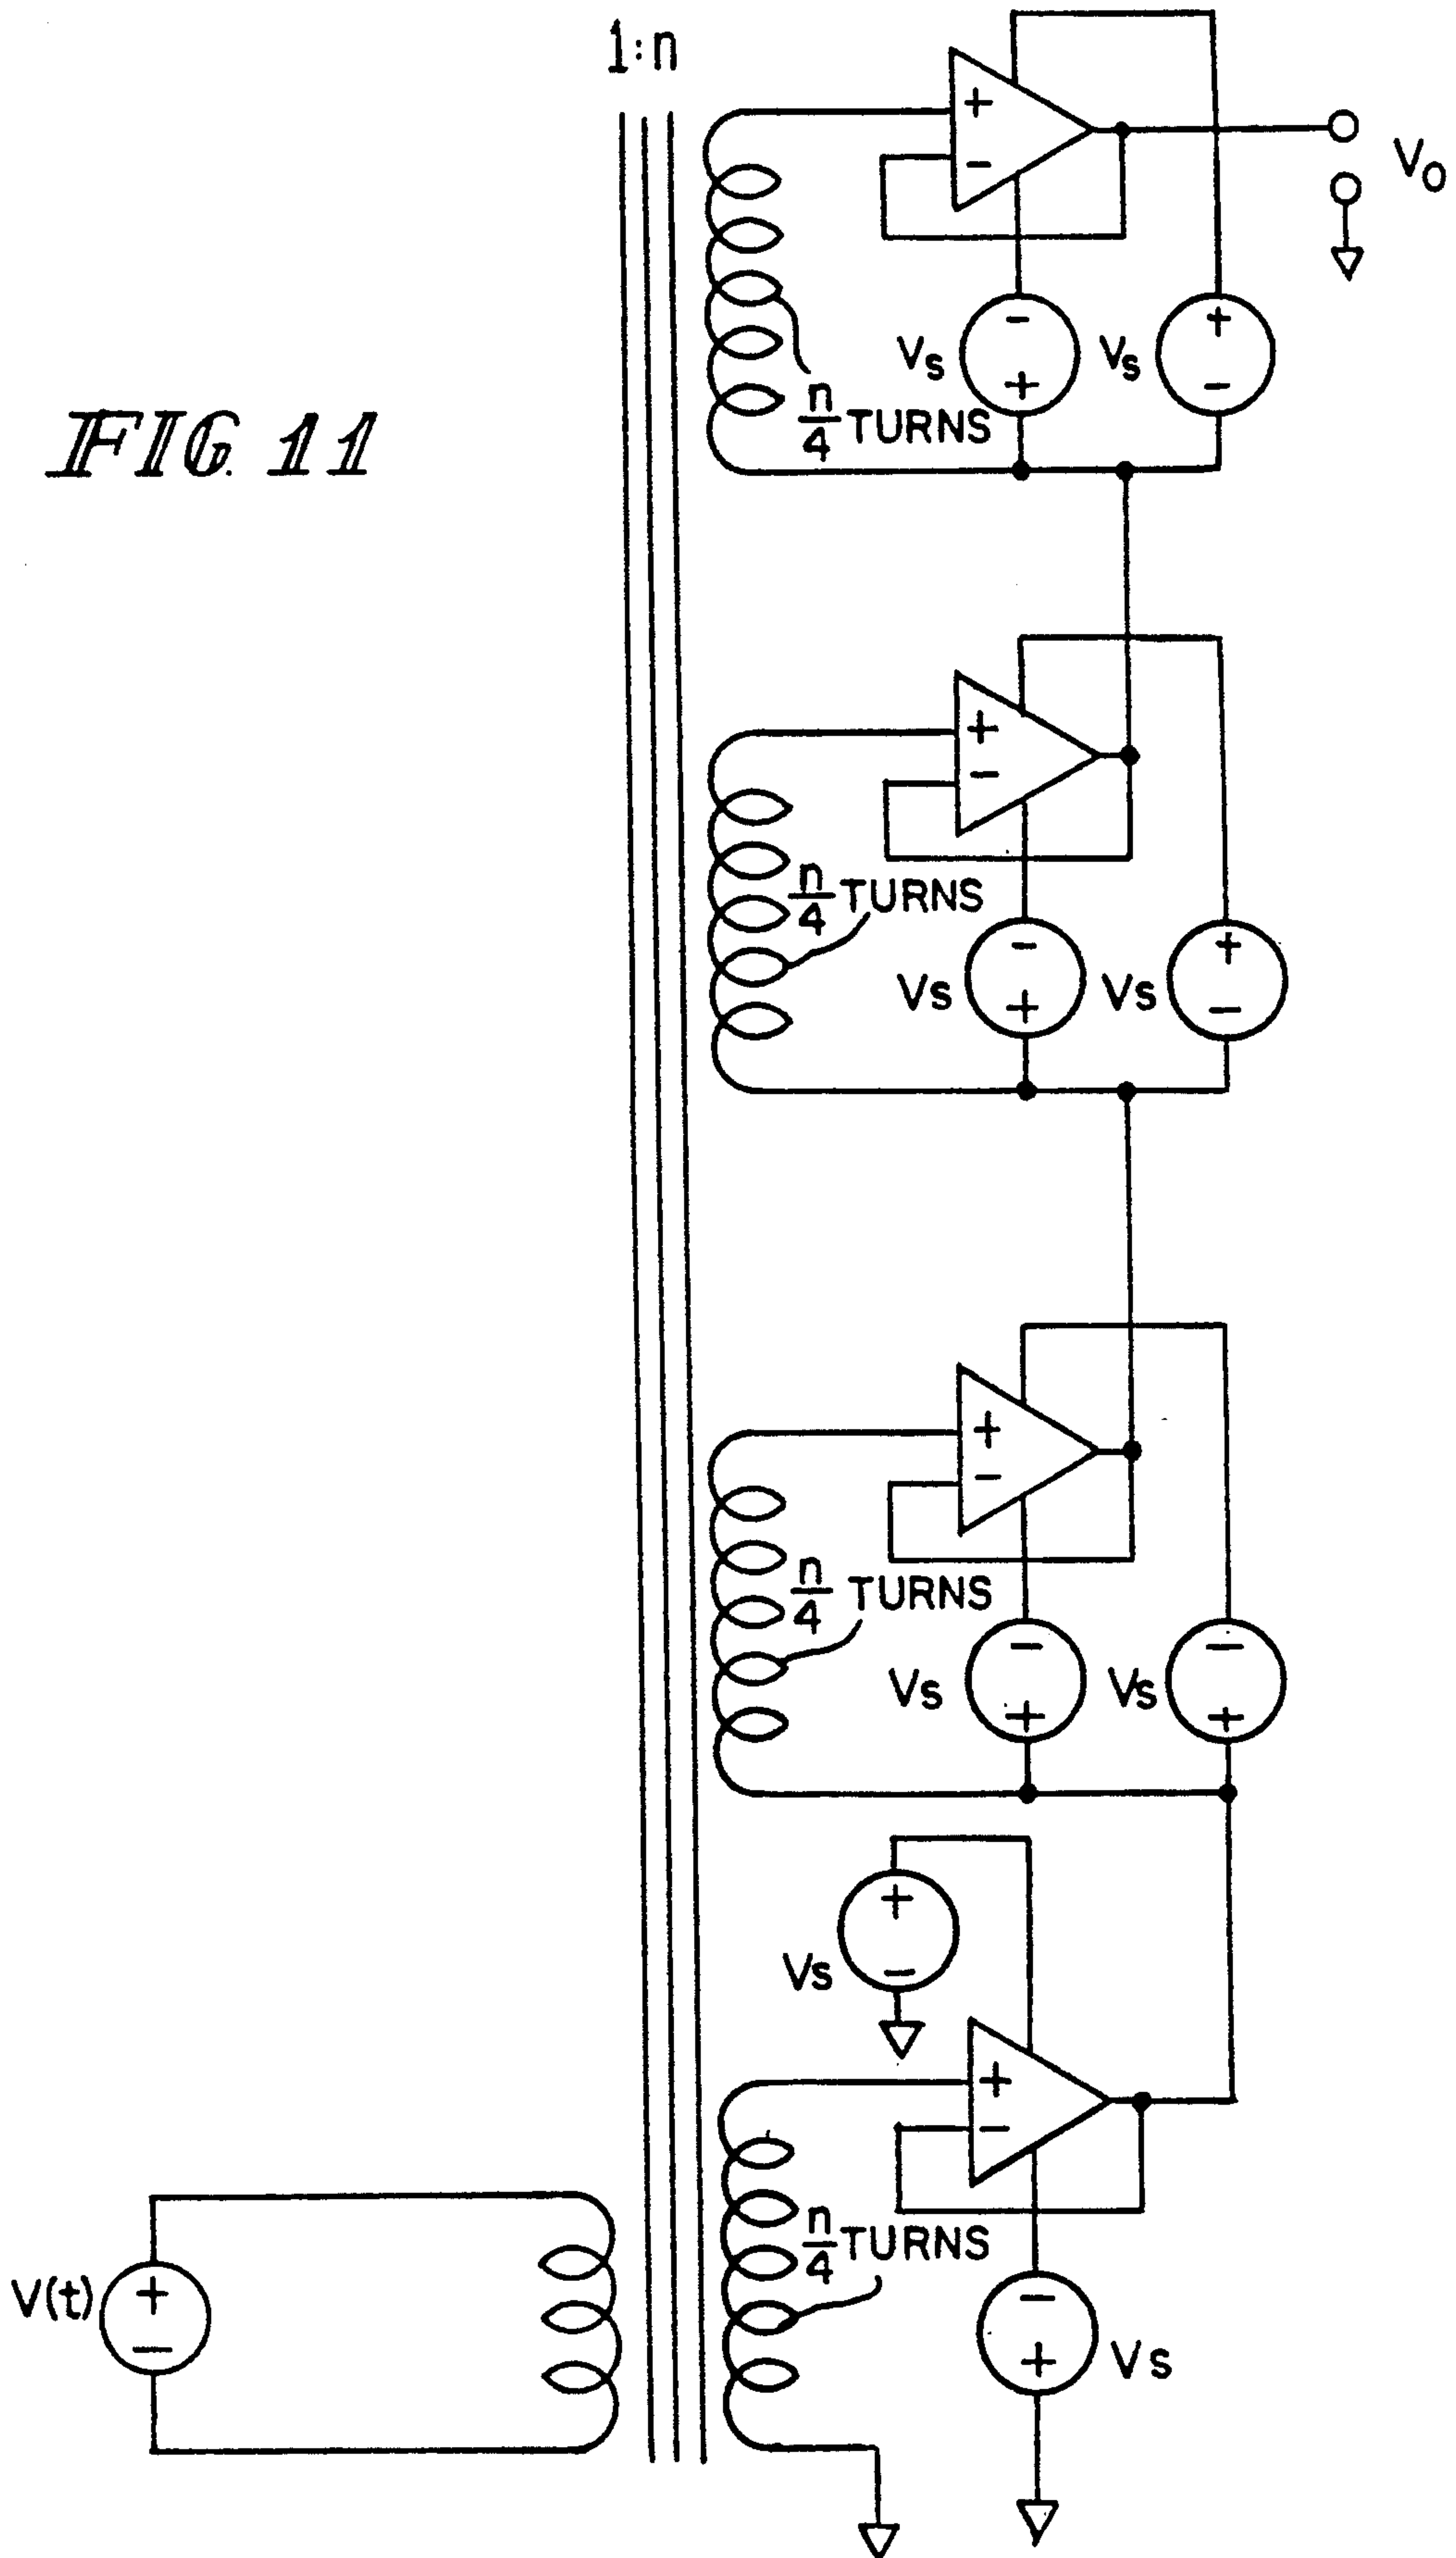 1:n
+
-
Vo
-
+
Vs
+
-
Vs
n/4 TURNS
FIG. 11
+
-
n/4 TURNS
-
+
Vs
+
-
Vs
+
-
n/4 TURNS
-
+
Vs
-
+
Vs
+
-
Vs
+
-
n/4 TURNS
V(t)
+
-
-
+
Vs